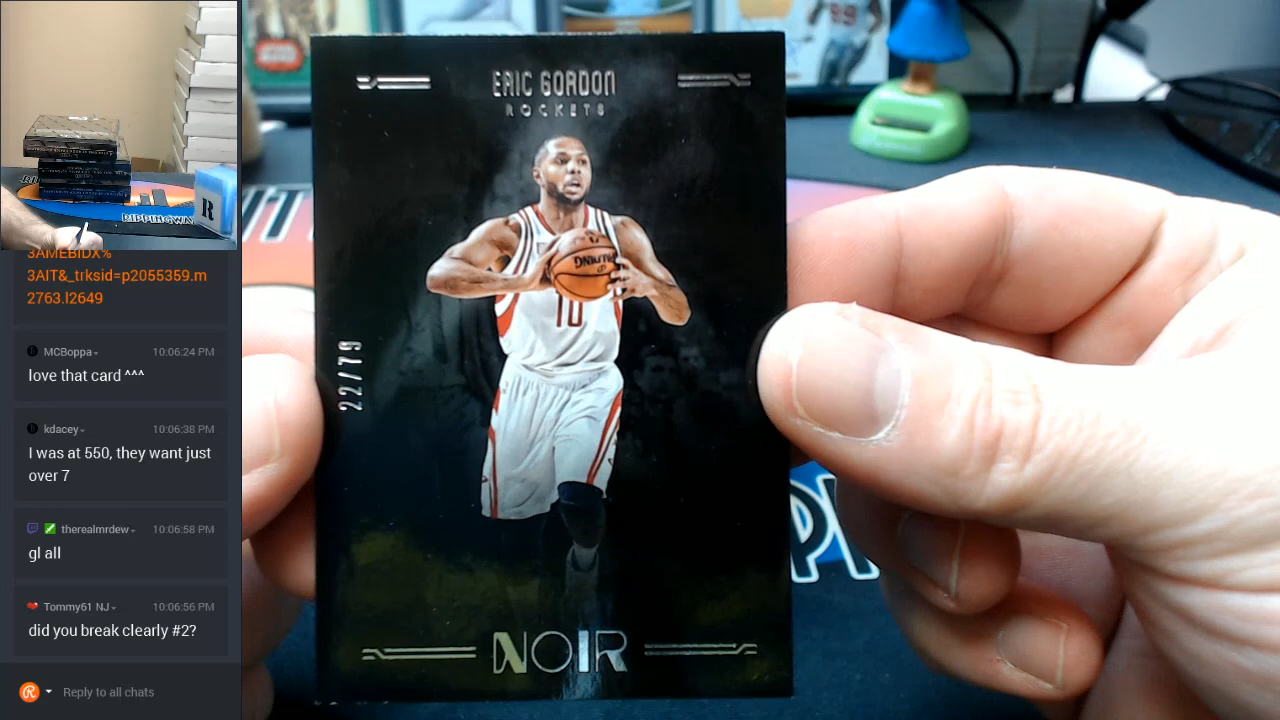 3AMEBIDX%
3AIT&_trksid=p2055359.m
2763.l2649
MCBoppa
10:06:24 PM
love that card ^^^
kdacey
10:06:38 PM
I was at 550, they want just
over 7
therealmrdew
10:06:58 PM
gl all
Tommy61 NJ
10:06:56 PM
did you break clearly #2?
Reply to all chats
R
RIPPINGWA
ERIC GORDON
ROCKETS
10
22/79
NOIR